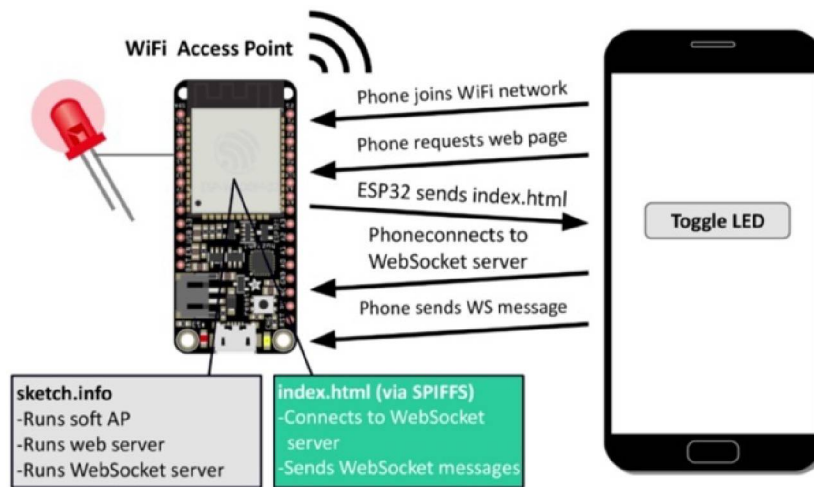 WiFi Access Point
Phone joins WiFi network
Phone requests web page
ESP32 sends index.html
Phoneconnects to
WebSocket server
Phone sends WS message
Toggle LED
sketch.info
-Runs soft AP
-Runs web server
-Runs WebSocket server
index.html (via SPIFFS)
-Connects to WebSocket
server
-Sends WebSocket messages